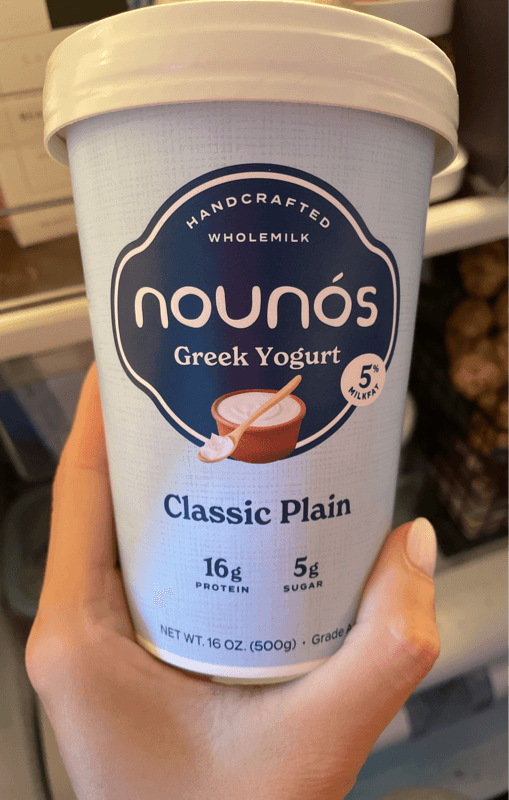 HANDCRAFTED
WHOLEMILK
nounós
Greek Yogurt
5%
MILKFAT
Classic Plain
16g 5g
PROTEIN SUGAR
NET WT. 16 OZ. (500g) · Grade A